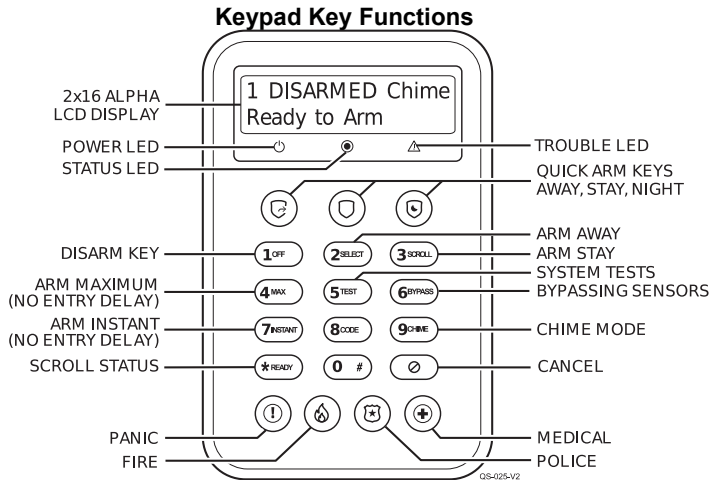 Keypad Key Functions
1 DISARMED Chime
Ready to Arm
2x16 ALPHA
LCD DISPLAY
POWER LED
STATUS LED
TROUBLE LED
QUICK ARM KEYS
AWAY, STAY, NIGHT
ARM AWAY
DISARM KEY
1 OFF
2 SELECT
3 SCROLL
ARM STAY
SYSTEM TESTS
ARM MAXIMUM
(NO ENTRY DELAY)
4 MAX
5 TEST
6 BYPASS
BYPASSING SENSORS
ARM INSTANT
(NO ENTRY DELAY)
7 INSTANT
8 CODE
9 CHIME
CHIME MODE
SCROLL STATUS
* READY
0 #
CANCEL
PANIC
FIRE
MEDICAL
POLICE
QS-025-V2